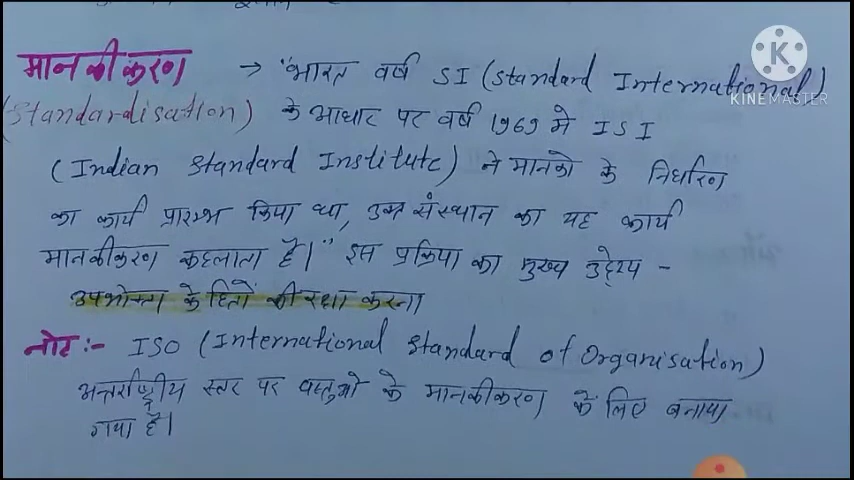 मानकीकरण → "भारत वर्ष SI (Standard International)
(Standardisation) के आधार पर वर्ष 1969 मे ISI
(Indian Standard Institute) ने मानको के निर्धारण
का कार्य प्रारम्भ किया था, उक्त संस्थान का यह कार्य
मानकीकरण कहलाता है।" इस प्रक्रिया का मुख्य उद्देश्य -
उपभोक्ता के हितों की रक्षा करना
नोट:- ISO (International Standard of Organisation)
अन्तर्राष्ट्रीय स्तर पर वस्तुओ के मानकीकरण के लिए बनाया
गया है।
K
KINEMASTER